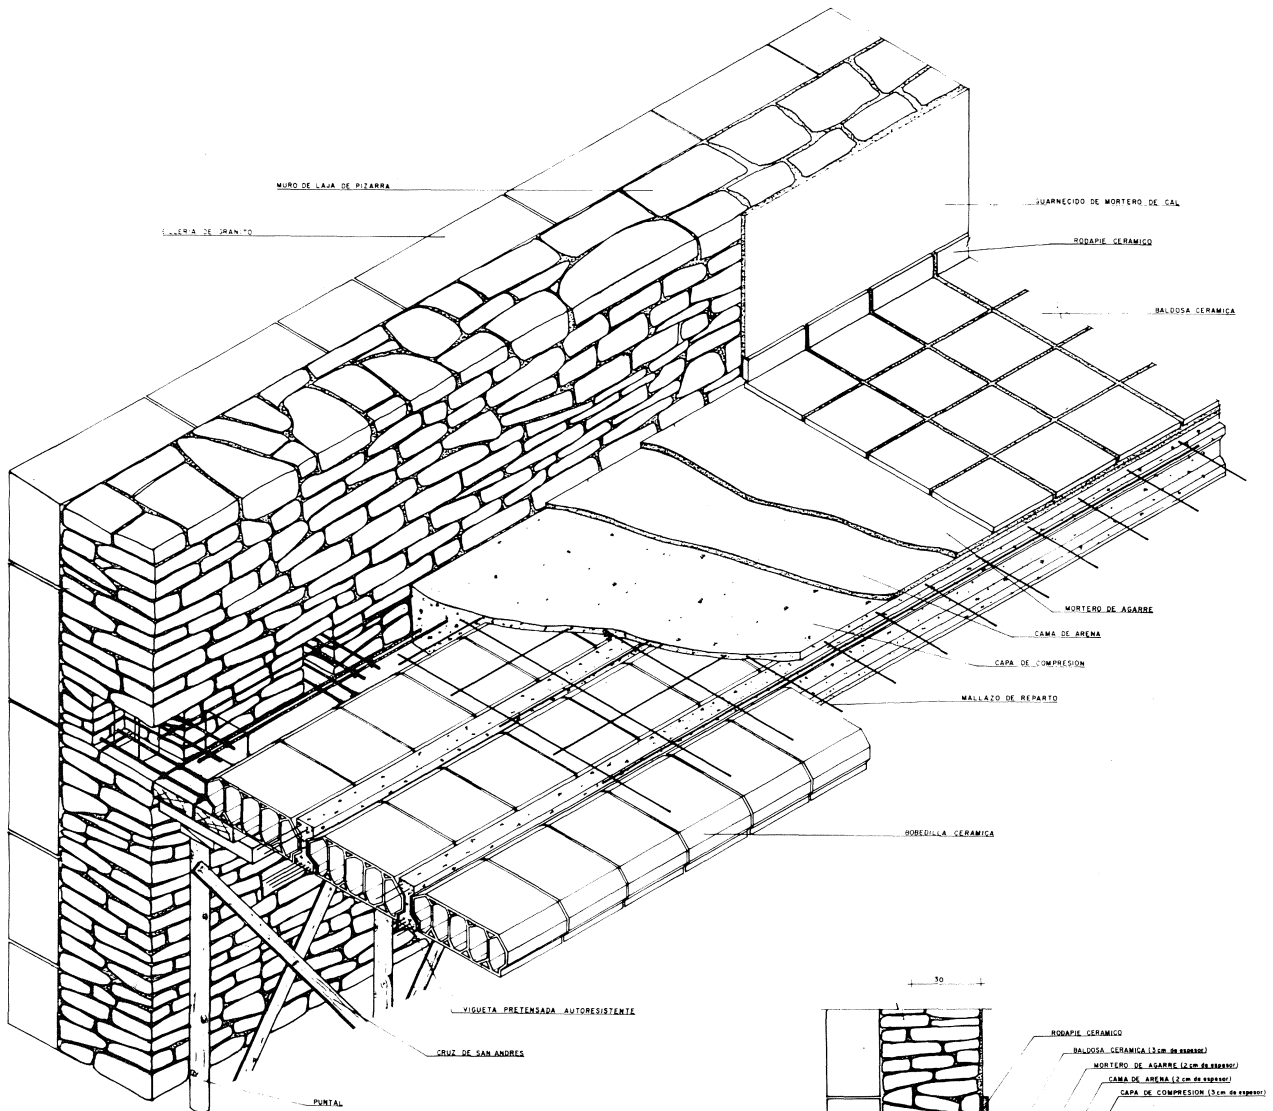 MURO DE LAJA DE PIZARRA
DE GRANITO
GUARNECIDO DE MORTERO DE CAL
RODAPIE CERAMICO
BALDOSA CERAMICA
MORTERO DE AGARRE
CAMA DE ARENA
CAPA DE COMPRESION
MALLAZO DE REPARTO
BOBEDILLA CERAMICA
VIGUETA PRETENSADA AUTORESISTENTE
CRUZ DE SAN ANDRES
PUNTAL
30
RODAPIE CERAMICO
BALDOSA CERAMICA (3 cm de espesor)
MORTERO DE AGARRE (2 cm de espesor)
CAMA DE ARENA (2 cm de espesor)
CAPA DE COMPRESION (3 cm de espesor)